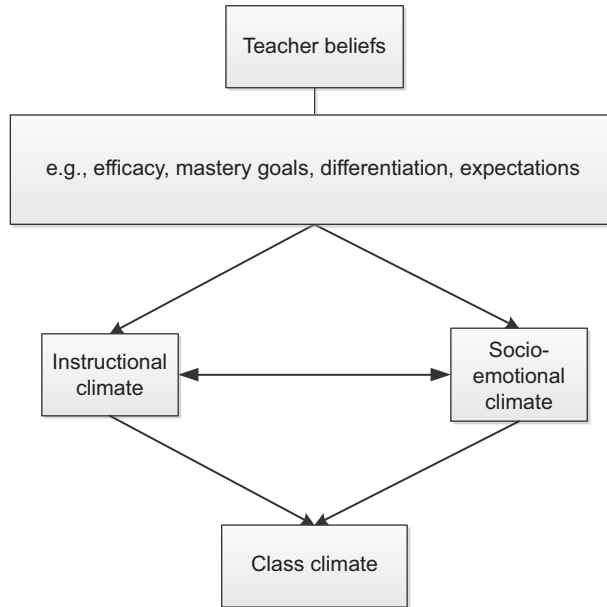 Teacher beliefs
e.g., efficacy, mastery goals, differentiation, expectations
Instructional
climate
Socio-
emotional
climate
Class climate